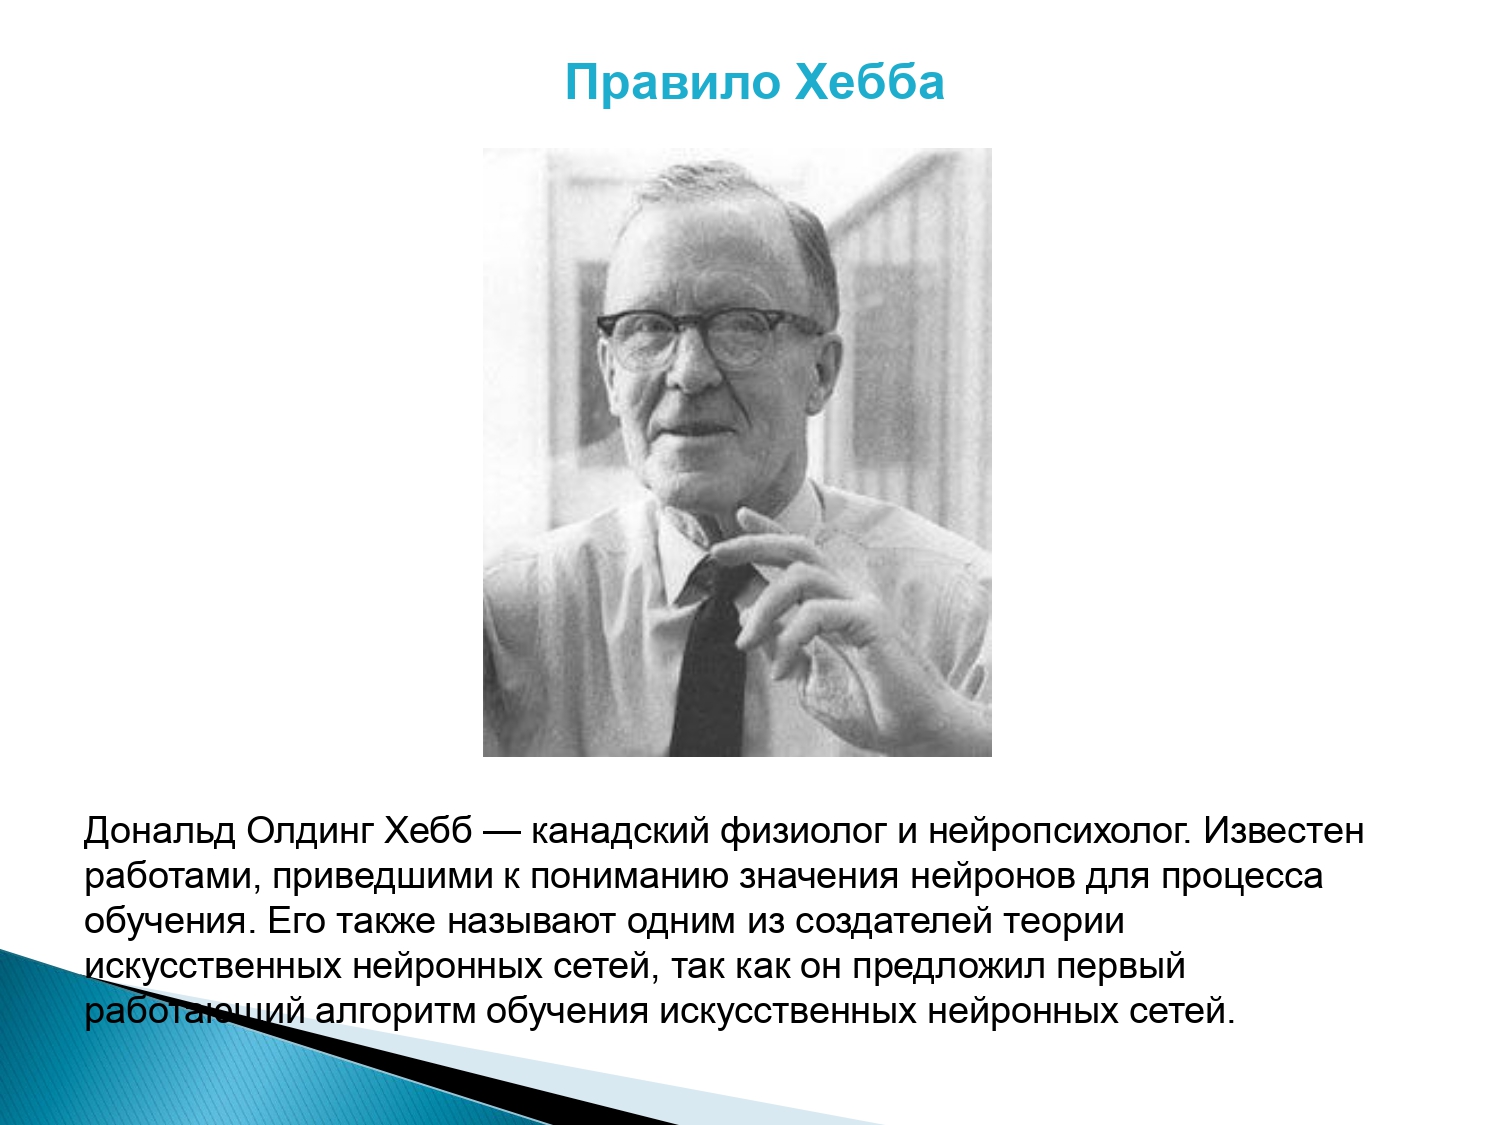 Правило Хебба
Дональд Олдинг Хебб — канадский физиолог и нейропсихолог. Известен
работами, приведшими к пониманию значения нейронов для процесса
обучения. Его также называют одним из создателей теории
искусственных нейронных сетей, так как он предложил первый
работающий алгоритм обучения искусственных нейронных сетей.